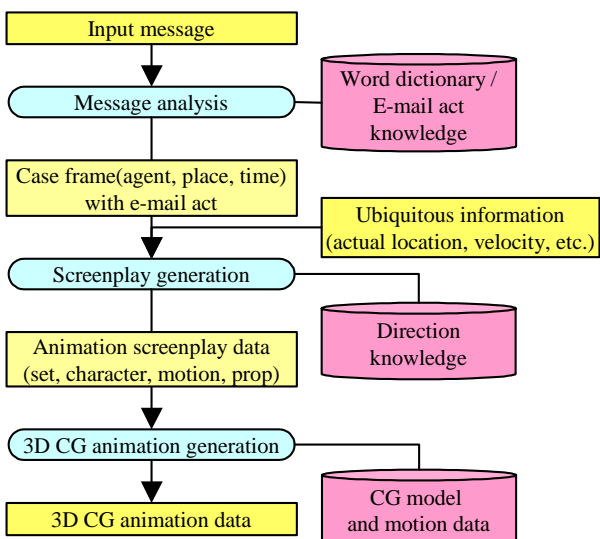 Input message
Message analysis
Word dictionary /
E-mail act
knowledge
Case frame(agent, place, time)
with e-mail act
Ubiquitous information
(actual location, velocity, etc.)
Screenplay generation
Direction
knowledge
Animation screenplay data
(set, character, motion, prop)
3D CG animation generation
CG model
and motion data
3D CG animation data